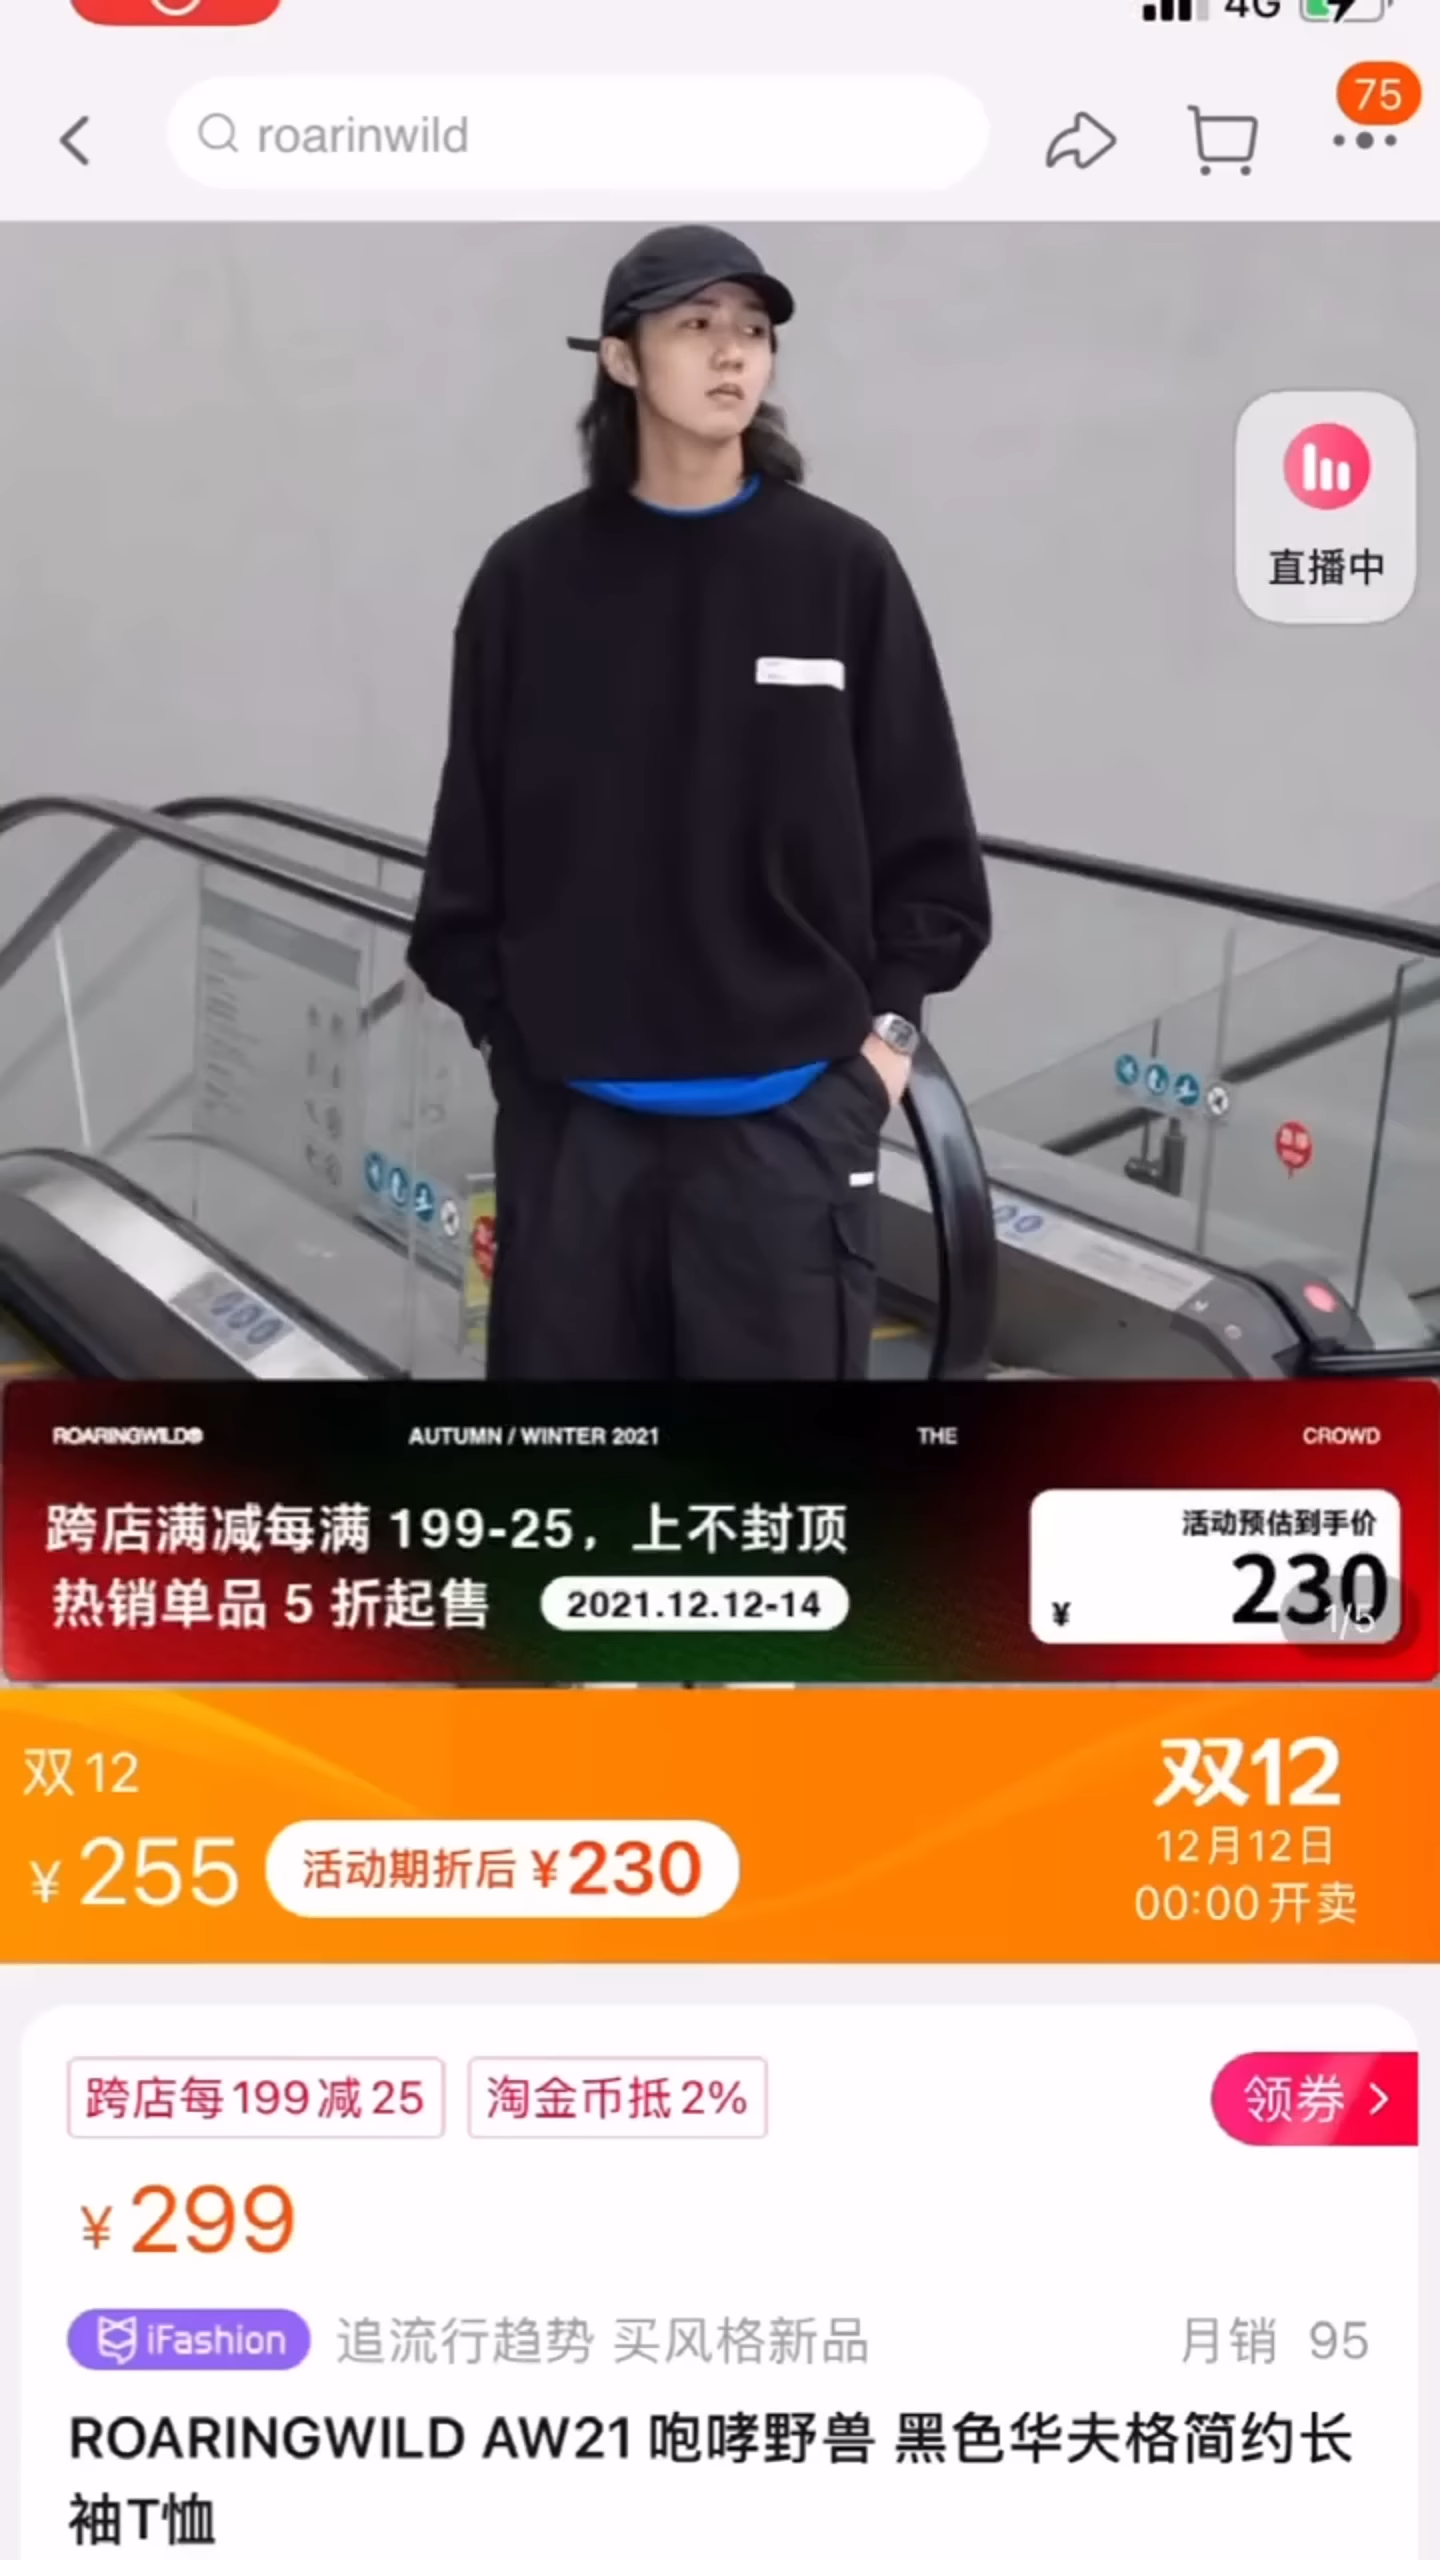 4G
75
roarinwild
直播中
ROARINGWILD®
AUTUMN / WINTER 2021
THE
CROWD
跨店满减每满 199-25，上不封顶
热销单品 5 折起售
2021.12.12-14
活动预估到手价
¥ 230
1/5
双12
¥255
活动期折后 ¥230
双12
12月12日
00:00 开卖
跨店每199减25
淘金币抵2%
领券
¥299
iFashion
追流行趋势 买风格新品
月销 95
ROARINGWILD AW21 咆哮野兽 黑色华夫格简约长
袖T恤